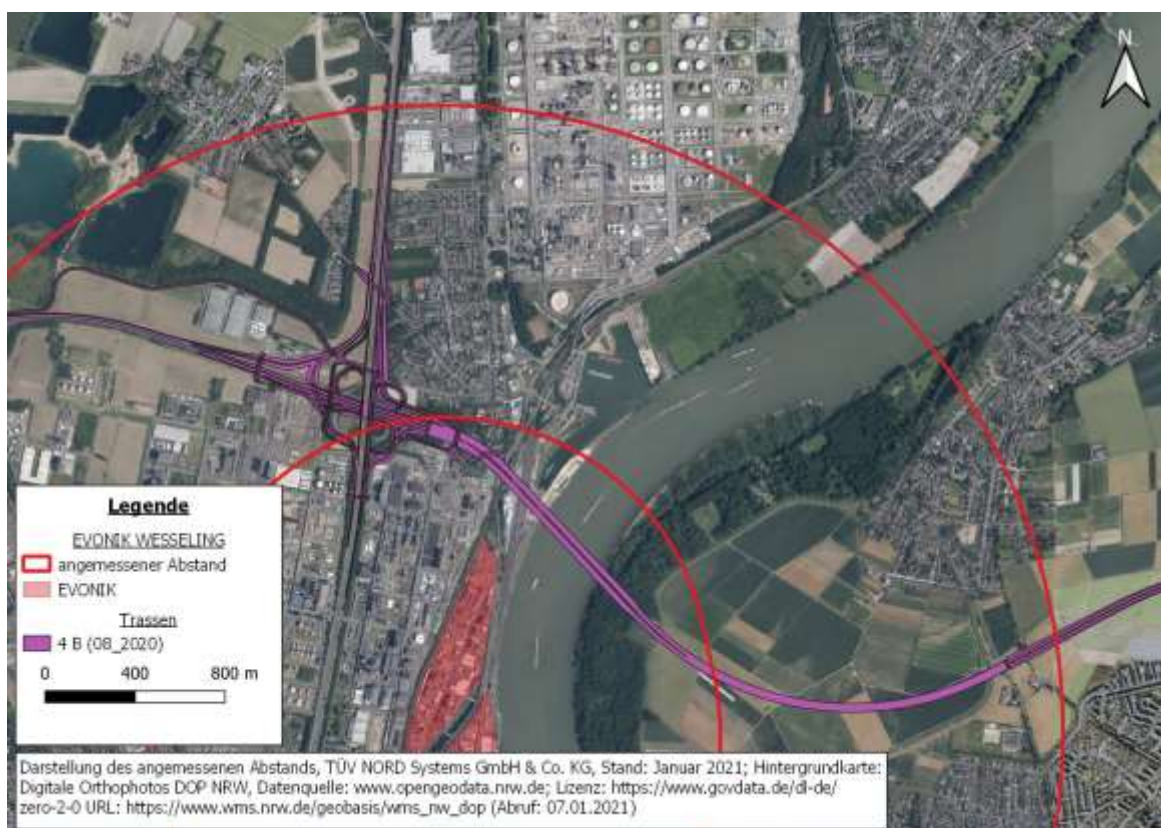 N
Legende
EVONIK WESSELING
angemessener Abstand
EVONIK
Trassen
4 B (08_2020)
0 400 800 m
Darstellung des angemessenen Abstands, TÜV NORD Systems GmbH & Co. KG, Stand: Januar 2021; Hintergrundkarte:
Digitale Orthophotos DOP NRW, Datenquelle: www.opengeodata.nrw.de; Lizenz: https://www.govdata.de/dl-de/
zero-2-0 URL: https://www.wms.nrw.de/geobasis/wms_nw_dop (Abruf: 07.01.2021)